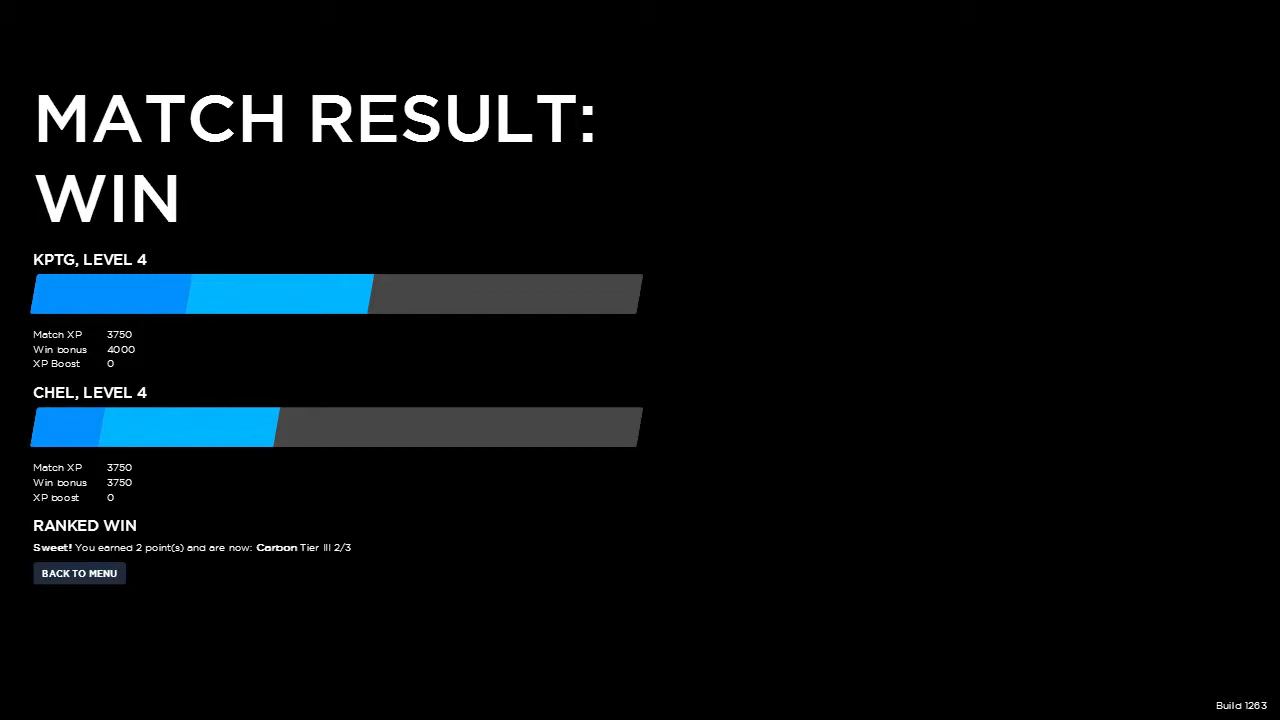 MATCH RESULT:
WIN
KPTG, LEVEL 4
Match XP 3750
Win bonus 4000
XP Boost 0
CHEL, LEVEL 4
Match XP 3750
Win bonus 3750
XP boost 0
RANKED WIN
Sweet! You earned 2 point(s) and are now: Carbon Tier III 2/3
BACK TO MENU
Build 1263